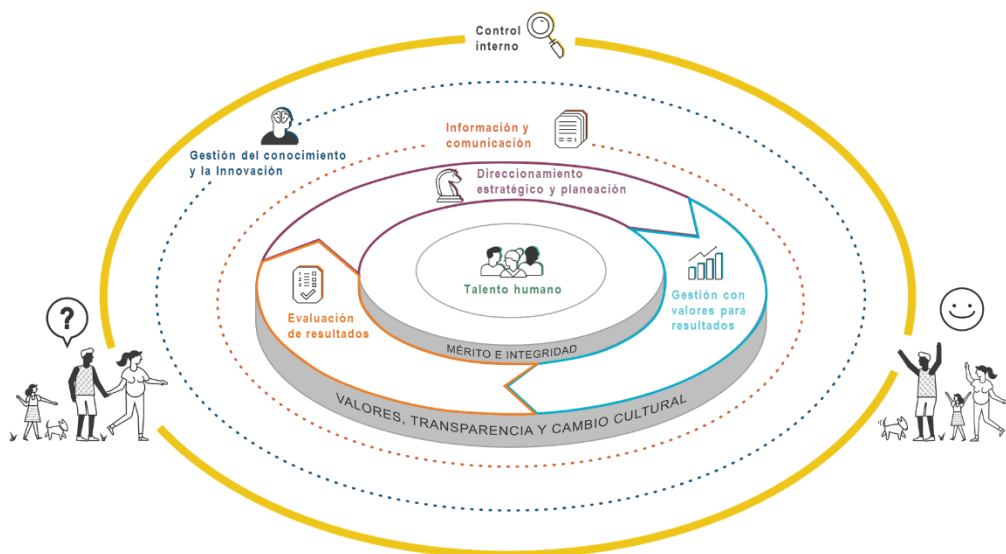 Control
interno
Gestión del conocimiento
y la Innovación
Información y
comunicación
Direccionamiento
estratégico y planeación
Talento humano
Gestión con
valores para
resultados
Evaluación
de resultados
MÉRITO E INTEGRIDAD
VALORES, TRANSPARENCIA Y CAMBIO CULTURAL
?